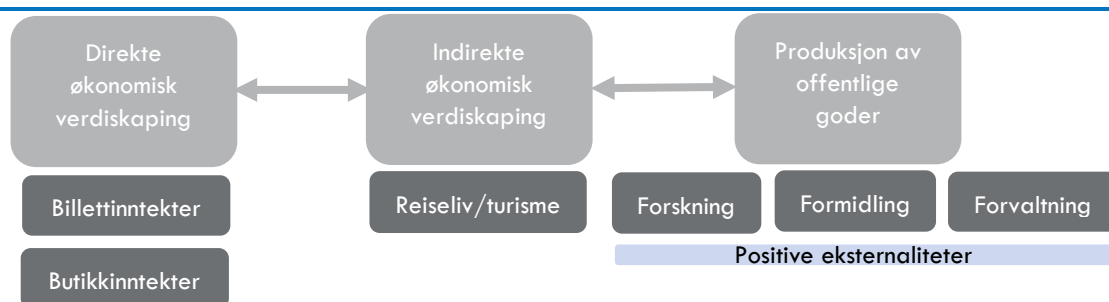 Direkte
økonomisk
verdiskaping
Indirekte
økonomisk
verdiskaping
Produksjon av
offentlige
goder
Billettinntekter
Reiseliv/turisme
Forskning
Formidling
Forvaltning
Positive eksternaliteter
Butikkinntekter